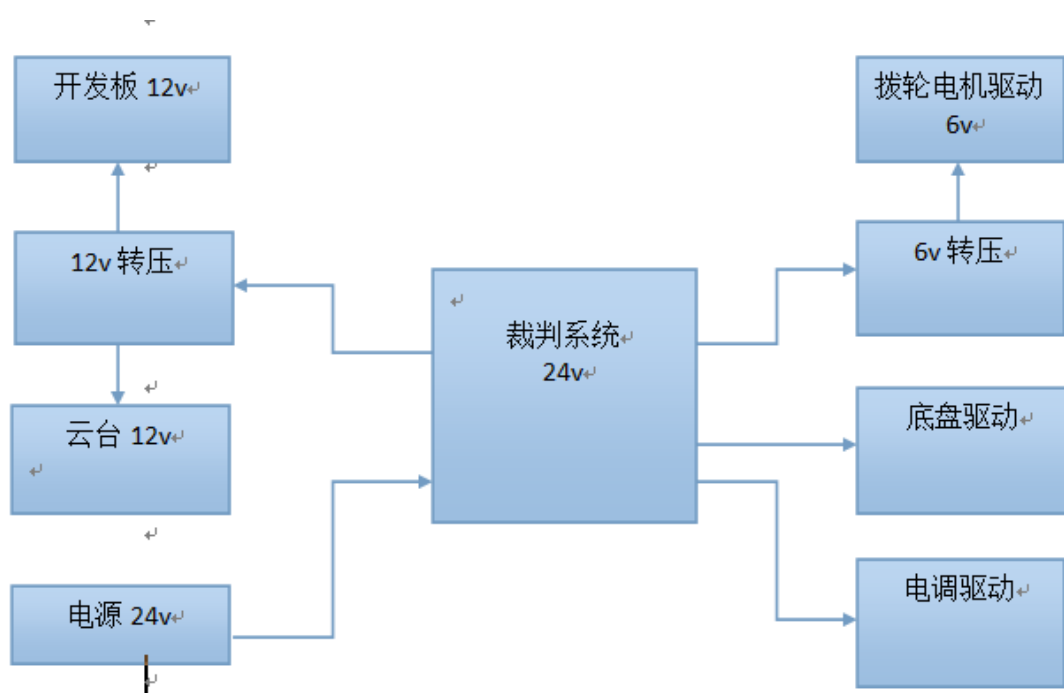 开发板 12v
12v 转压
云台 12v
电源 24v
裁判系统
24v
拨轮电机驱动
6v
6v 转压
底盘驱动
电调驱动